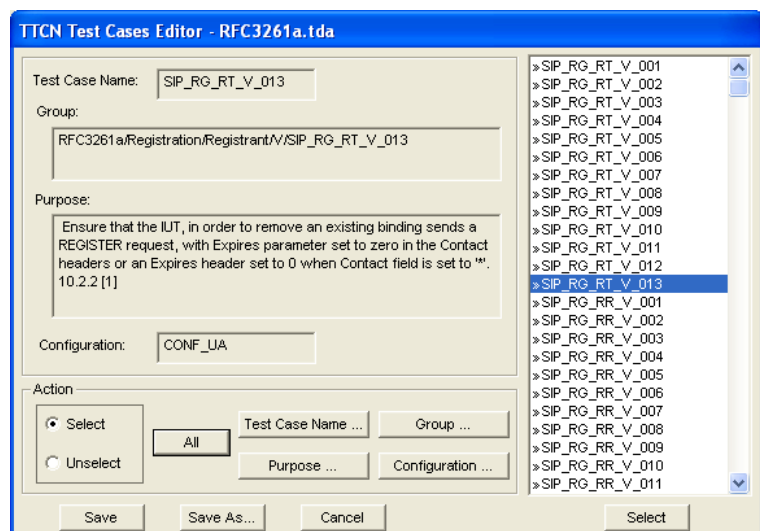 TTCN Test Cases Editor - RFC3261a.tda
Test Case Name:
SIP_RG_RT_V_013
Group:
RFC3261a/Registration/Registrant/V/SIP_RG_RT_V_013
Purpose:
Ensure that the IUT, in order to remove an existing binding sends a
REGISTER request, with Expires parameter set to zero in the Contact
headers or an Expires header set to 0 when Contact field is set to '*'.
10.2.2 [1]
Configuration:
CONF_UA
Action
Select
Unselect
All
Test Case Name ...
Group ...
Purpose ...
Configuration ...
Save
Save As...
Cancel
»SIP_RG_RT_V_001
»SIP_RG_RT_V_002
»SIP_RG_RT_V_003
»SIP_RG_RT_V_004
»SIP_RG_RT_V_005
»SIP_RG_RT_V_006
»SIP_RG_RT_V_007
»SIP_RG_RT_V_008
»SIP_RG_RT_V_009
»SIP_RG_RT_V_010
»SIP_RG_RT_V_011
»SIP_RG_RT_V_012
»SIP_RG_RT_V_013
»SIP_RG_RR_V_001
»SIP_RG_RR_V_002
»SIP_RG_RR_V_003
»SIP_RG_RR_V_004
»SIP_RG_RR_V_005
»SIP_RG_RR_V_006
»SIP_RG_RR_V_007
»SIP_RG_RR_V_008
»SIP_RG_RR_V_009
»SIP_RG_RR_V_010
»SIP_RG_RR_V_011
Select